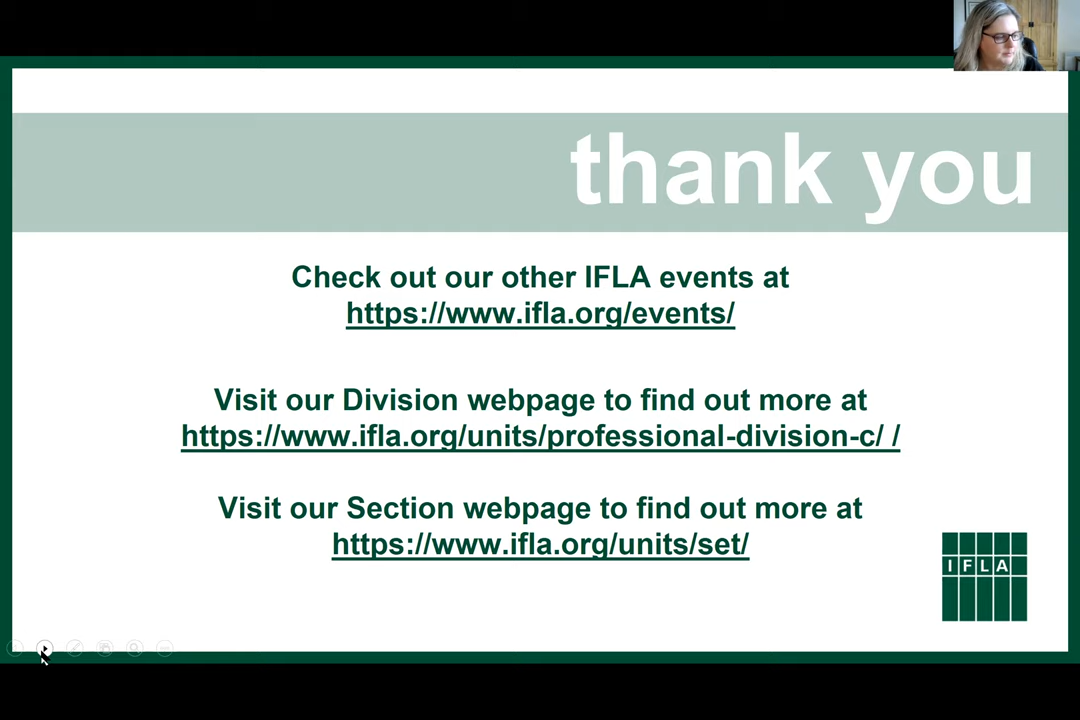 thank you
Check out our other IFLA events at
https://www.ifla.org/events/
Visit our Division webpage to find out more at
https://www.ifla.org/units/professional-division-c/ /
Visit our Section webpage to find out more at
https://www.ifla.org/units/set/
IFLA